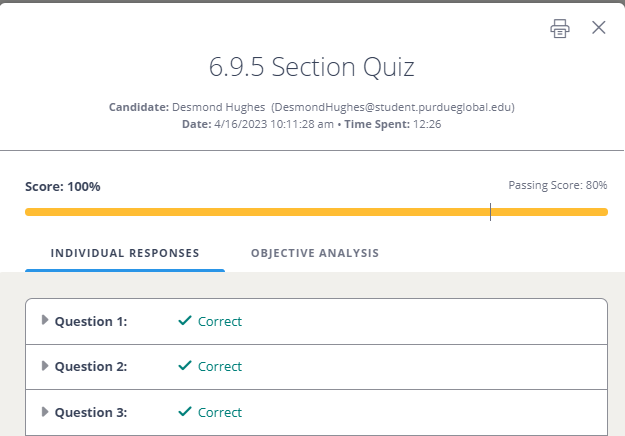 6.9.5 Section Quiz
Candidate: Desmond Hughes (DesmondHughes@student.purdueglobal.edu)
Date: 4/16/2023 10:11:28 am • Time Spent: 12:26
Score: 100%
Passing Score: 80%
INDIVIDUAL RESPONSES
OBJECTIVE ANALYSIS
Question 1: Correct
Question 2: Correct
Question 3: Correct